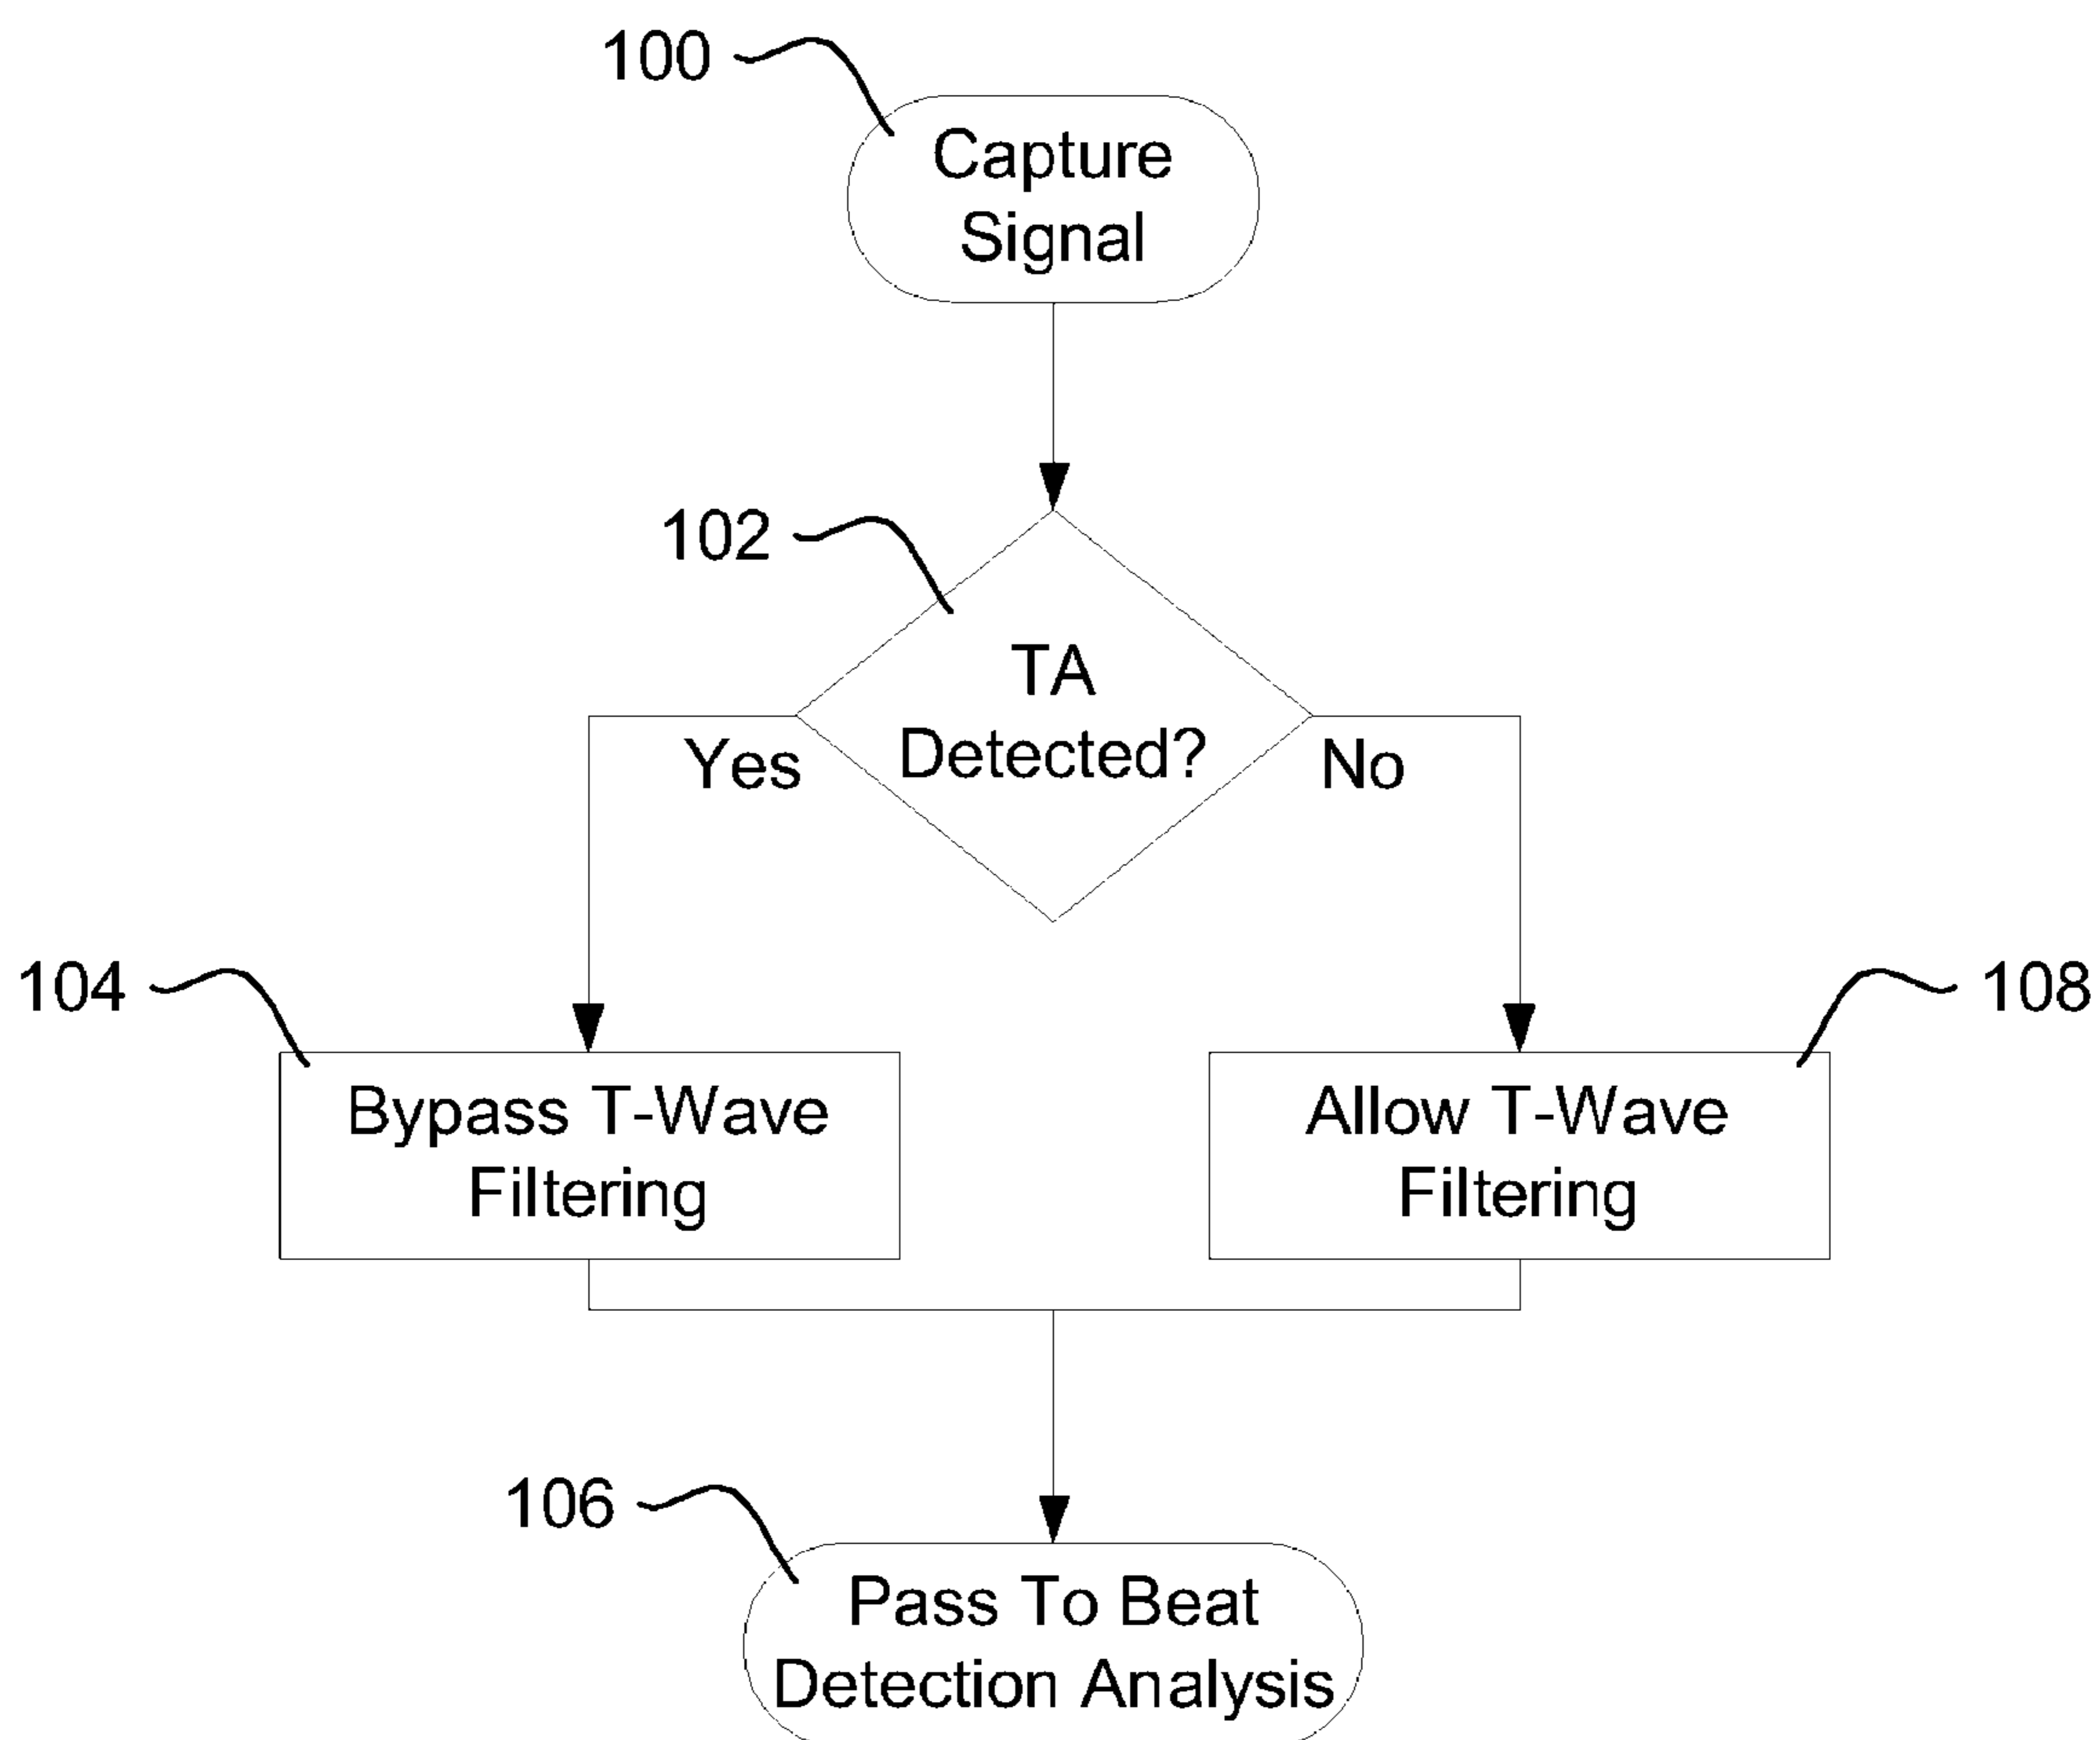 100
Capture
Signal
102
TA
Detected?
Yes
No
104
108
Bypass T-Wave
Filtering
Allow T-Wave
Filtering
106
Pass To Beat
Detection Analysis